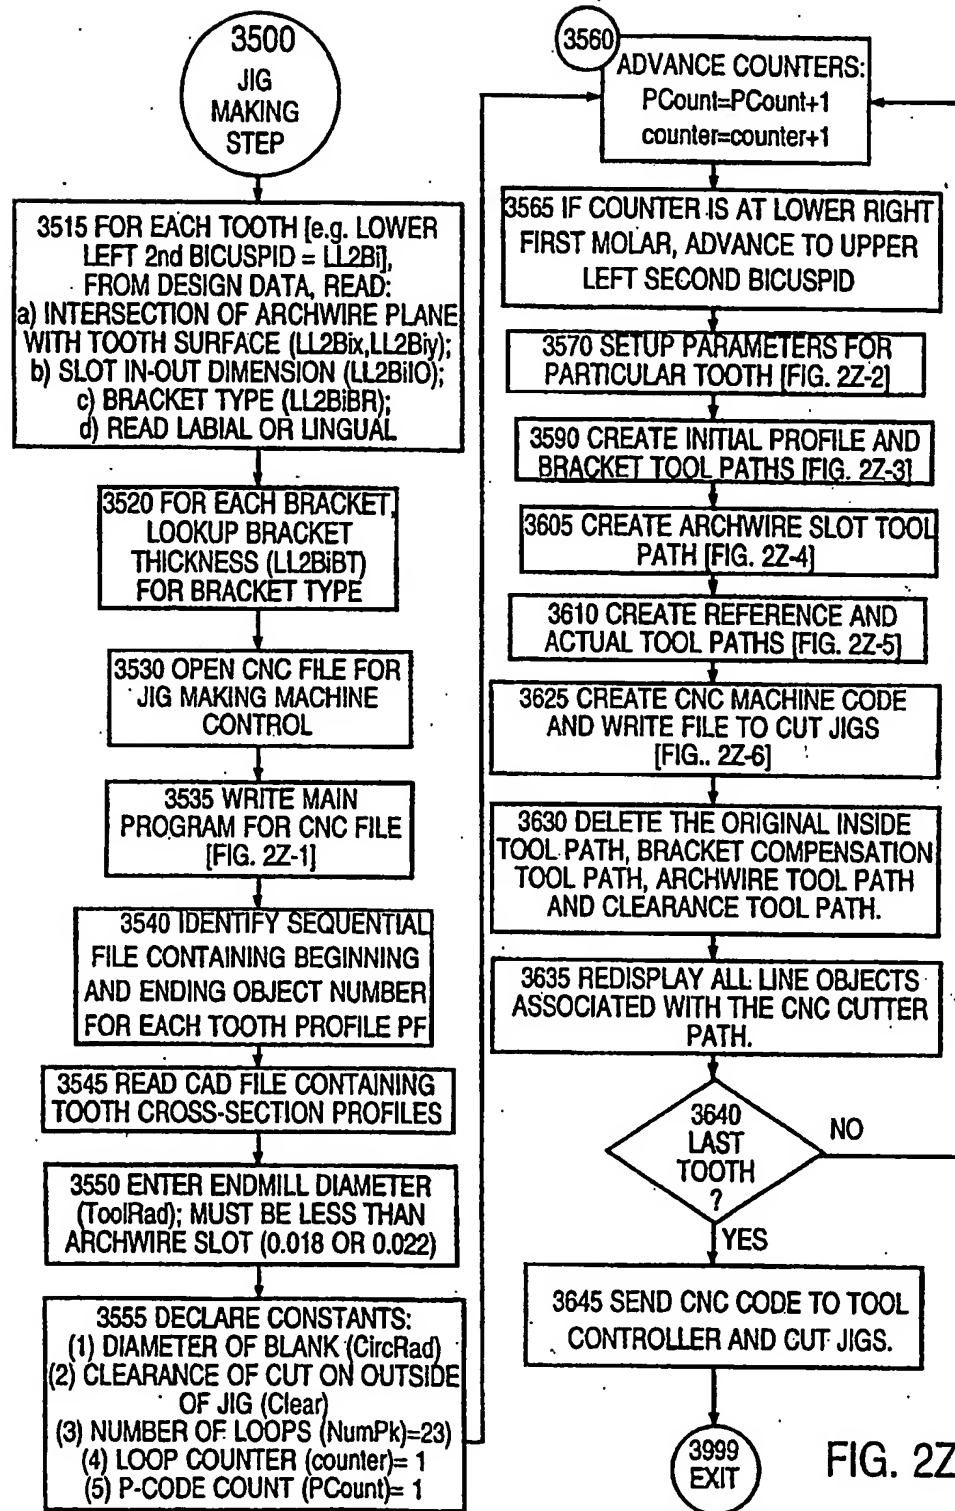 3500
JIG
MAKING
STEP
3515 FOR EACH TOOTH [e.g. LOWER
LEFT 2nd BICUSPID = LL2Bi],
FROM DESIGN DATA, READ:
a) INTERSECTION OF ARCHWIRE PLANE
WITH TOOTH SURFACE (LL2Bix,LL2Biy);
b) SLOT IN-OUT DIMENSION (LL2BiIO);
c) BRACKET TYPE (LL2BiBR);
d) READ LABIAL OR LINGUAL
3520 FOR EACH BRACKET,
LOOKUP BRACKET
THICKNESS (LL2BiBT)
FOR BRACKET TYPE
3530 OPEN CNC FILE FOR
JIG MAKING MACHINE
CONTROL
3535 WRITE MAIN
PROGRAM FOR CNC FILE
[FIG. 2Z-1]
3540 IDENTIFY SEQUENTIAL
FILE CONTAINING BEGINNING
AND ENDING OBJECT NUMBER
FOR EACH TOOTH PROFILE PF
3545 READ CAD FILE CONTAINING
TOOTH CROSS-SECTION PROFILES
3550 ENTER ENDMILL DIAMETER
(ToolRad); MUST BE LESS THAN
ARCHWIRE SLOT (0.018 OR 0.022)
3555 DECLARE CONSTANTS:
(1) DIAMETER OF BLANK (CircRad)
(2) CLEARANCE OF CUT ON OUTSIDE
OF JIG (Clear)
(3) NUMBER OF LOOPS (NumPk)=23)
(4) LOOP COUNTER (counter)= 1
(5) P-CODE COUNT (PCount)= 1
3560
ADVANCE COUNTERS:
PCount=PCount+1
counter=counter+1
3565 IF COUNTER IS AT LOWER RIGHT
FIRST MOLAR, ADVANCE TO UPPER
LEFT SECOND BICUSPID
3570 SETUP PARAMETERS FOR
PARTICULAR TOOTH [FIG. 2Z-2]
3590 CREATE INITIAL PROFILE AND
BRACKET TOOL PATHS [FIG. 2Z-3]
3605 CREATE ARCHWIRE SLOT TOOL
PATH [FIG. 2Z-4]
3610 CREATE REFERENCE AND
ACTUAL TOOL PATHS [FIG. 2Z-5]
3625 CREATE CNC MACHINE CODE
AND WRITE FILE TO CUT JIGS
[FIG.. 2Z-6]
3630 DELETE THE ORIGINAL INSIDE
TOOL PATH, BRACKET COMPENSATION
TOOL PATH, ARCHWIRE TOOL PATH
AND CLEARANCE TOOL PATH.
3635 REDISPLAY ALL LINE OBJECTS
ASSOCIATED WITH THE CNC CUTTER
PATH.
3640
LAST
TOOTH
?
NO
YES
3645 SEND CNC CODE TO TOOL
CONTROLLER AND CUT JIGS.
3999
EXIT
FIG. 2Z